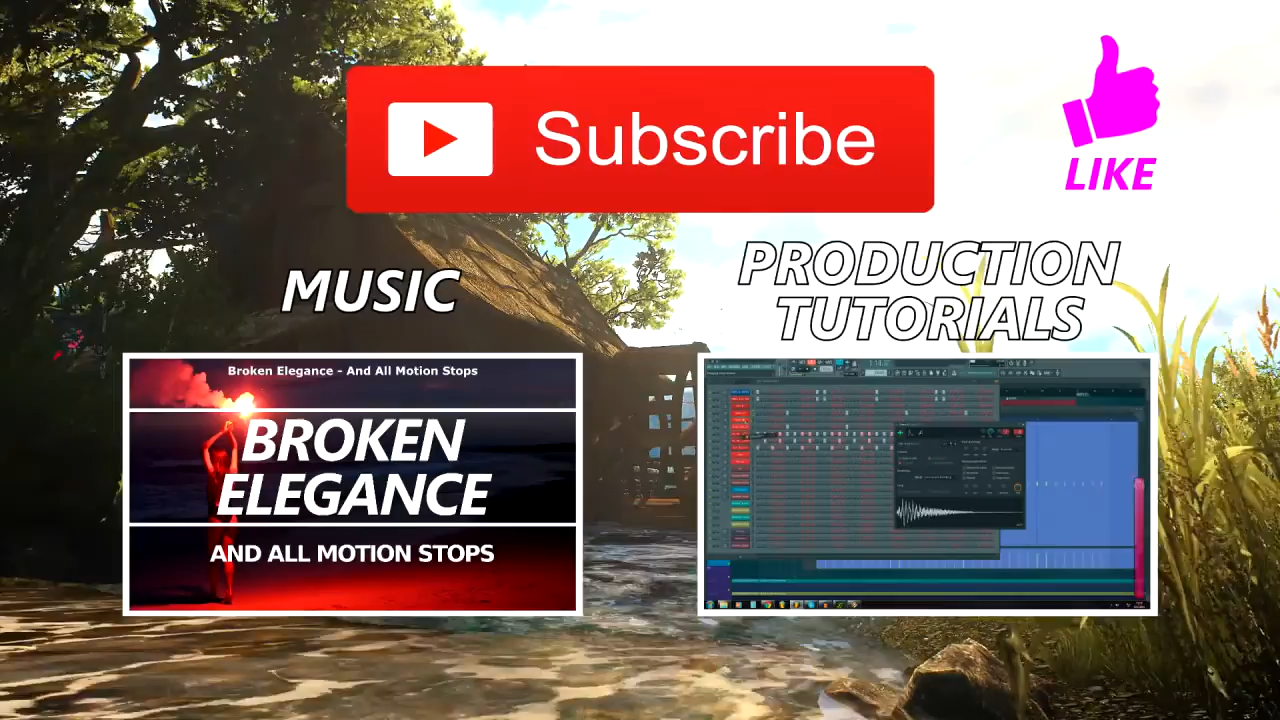 Subscribe
LIKE
MUSIC
PRODUCTION
TUTORIALS
Broken Elegance - And All Motion Stops
BROKEN
ELEGANCE
AND ALL MOTION STOPS